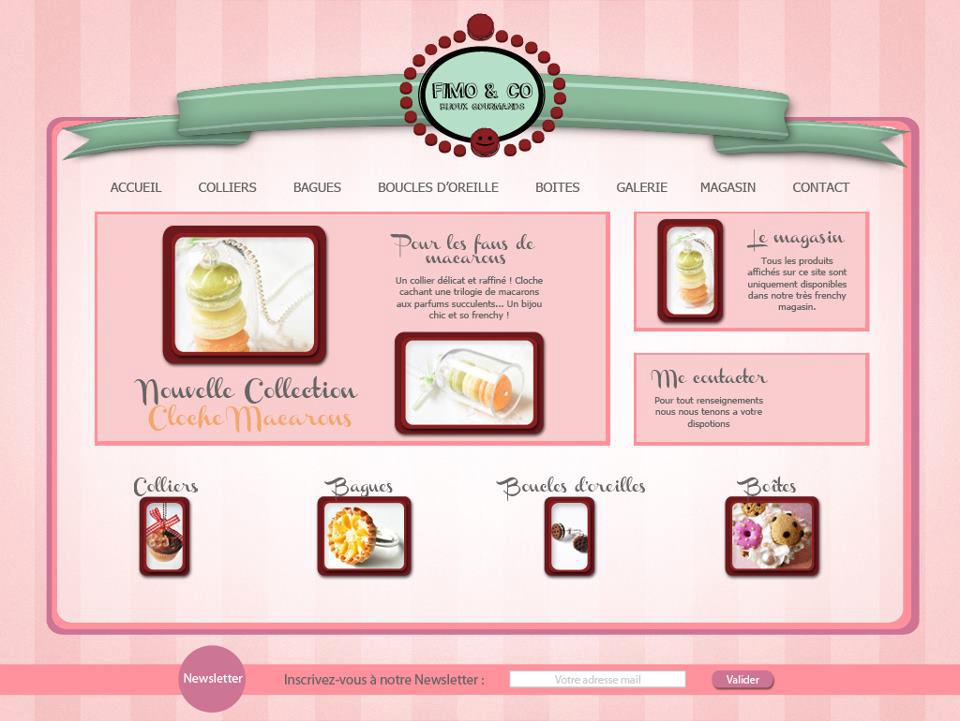 FIMO & CO
BIJOUX GOURMANDS
ACCUEIL COLLIERS BAGUES BOUCLES D'OREILLE BOITES GALERIE MAGASIN CONTACT
Pour les fans de
macarons
Un collier délicat et raffiné ! Cloche
cachant une trilogie de macarons
aux parfums succulents... Un bijou
chic et so frenchy !
Nouvelle Collection
Cloche Macarons
Le magasin
Tous les produits
affichés sur ce site sont
uniquement disponibles
dans notre très frenchy
magasin.
Me contacter
Pour tout renseignements
nous nous tenons a votre
dispotions
Colliers Bagues Boucles d'oreilles Boîtes
Newsletter Inscrivez-vous à notre Newsletter : Votre adresse mail Valider